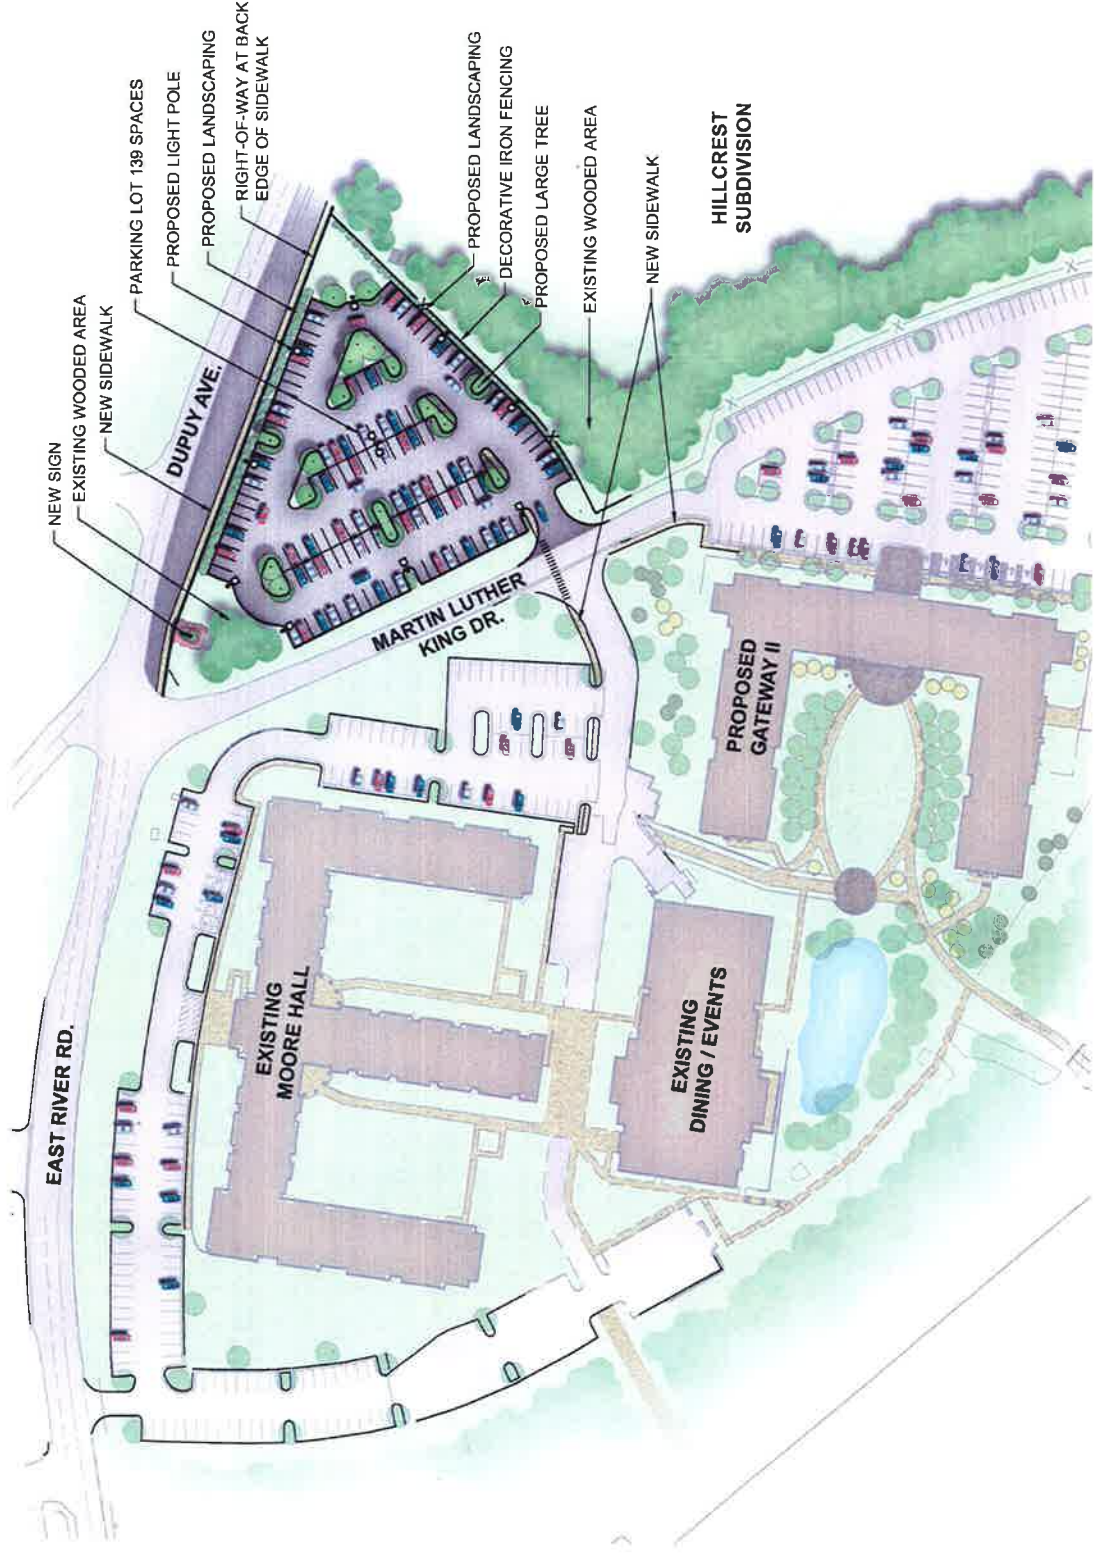 NEW SIGN
EXISTING WOODED AREA
NEW SIDEWALK
PARKING LOT 139 SPACES
PROPOSED LIGHT POLE
PROPOSED LANDSCAPING
RIGHT-OF-WAY AT BACK
EDGE OF SIDEWALK
PROPOSED LANDSCAPING
DECORATIVE IRON FENCING
PROPOSED LARGE TREE
EXISTING WOODED AREA
NEW SIDEWALK
HILLCREST
SUBDIVISION
DUPUY AVE.
MARTIN LUTHER
KING DR.
PROPOSED
GATEWAY II
EAST RIVER RD.
EXISTING
MOORE HALL
EXISTING
DINING / EVENTS